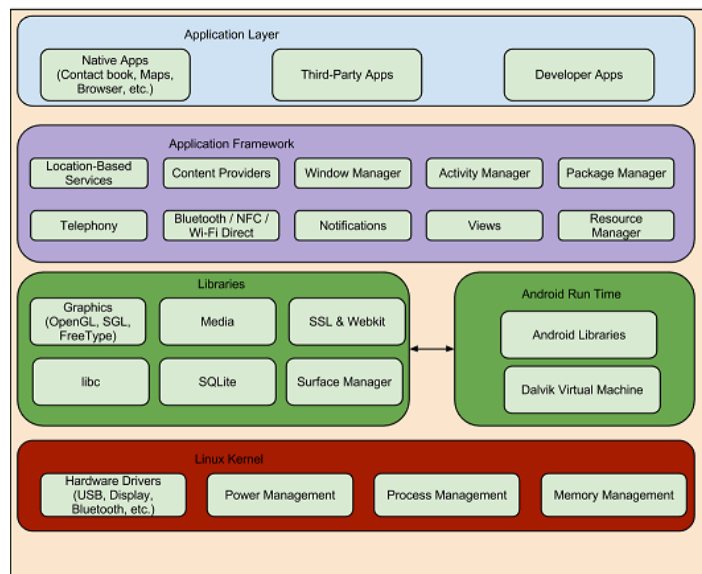 Application Layer
Native Apps
(Contact book, Maps,
Browser, etc.)
Third-Party Apps
Developer Apps
Application Framework
Location-Based
Services
Content Providers
Window Manager
Activity Manager
Package Manager
Telephony
Bluetooth / NFC /
Wi-Fi Direct
Notifications
Views
Resource
Manager
Libraries
Graphics
(OpenGL, SGL,
FreeType)
Media
SSL & Webkit
libc
SQLite
Surface Manager
Android Run Time
Android Libraries
Dalvik Virtual Machine
Linux Kernel
Hardware Drivers
(USB, Display,
Bluetooth, etc.)
Power Management
Process Management
Memory Management